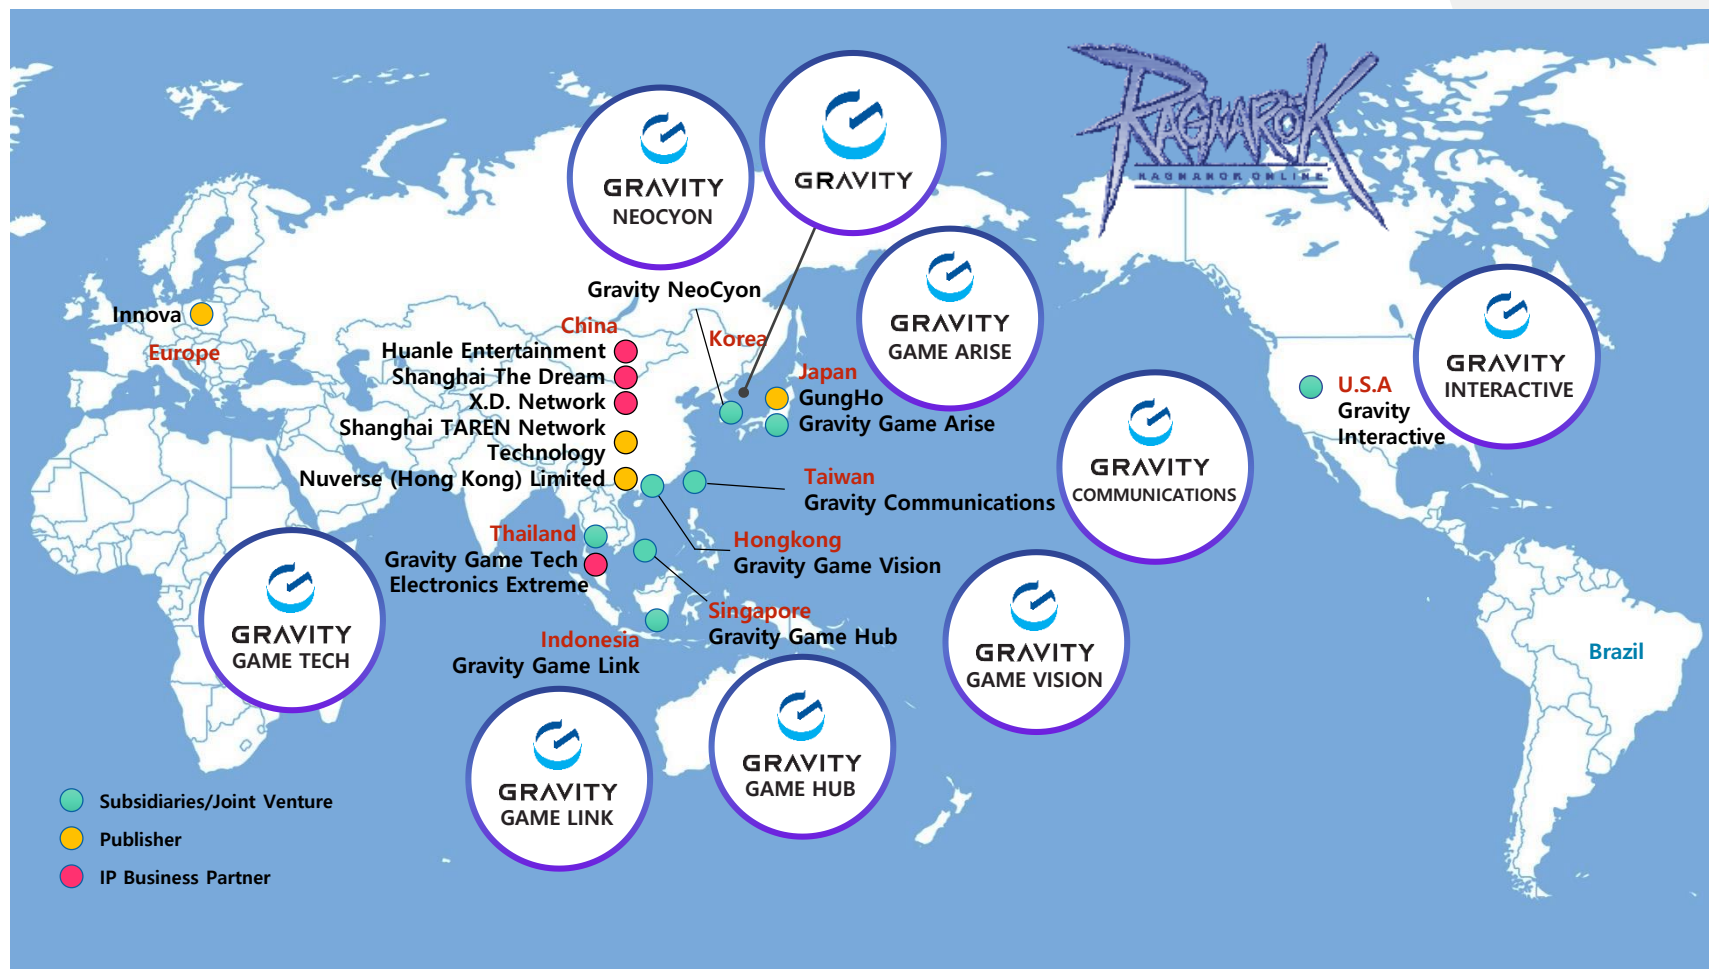 RAGNAROK
RAGNAROK ONLINE
GRAVITY
NEOCYON
GRAVITY
GRAVITY
GAME ARISE
GRAVITY
INTERACTIVE
GRAVITY
COMMUNICATIONS
GRAVITY
GAME VISION
GRAVITY
GAME HUB
GRAVITY
GAME LINK
GRAVITY
GAME TECH
Innova
Europe
Gravity NeoCyon
Korea
China
Huanle Entertainment
Shanghai The Dream
X.D. Network
Shanghai TAREN Network
Technology
Nuverse (Hong Kong) Limited
Japan
GungHo
Gravity Game Arise
Taiwan
Gravity Communications
Hongkong
Gravity Game Vision
Thailand
Gravity Game Tech
Electronics Extreme
Singapore
Gravity Game Hub
Indonesia
Gravity Game Link
U.S.A
Gravity
Interactive
Brazil
Subsidiaries/Joint Venture
Publisher
IP Business Partner